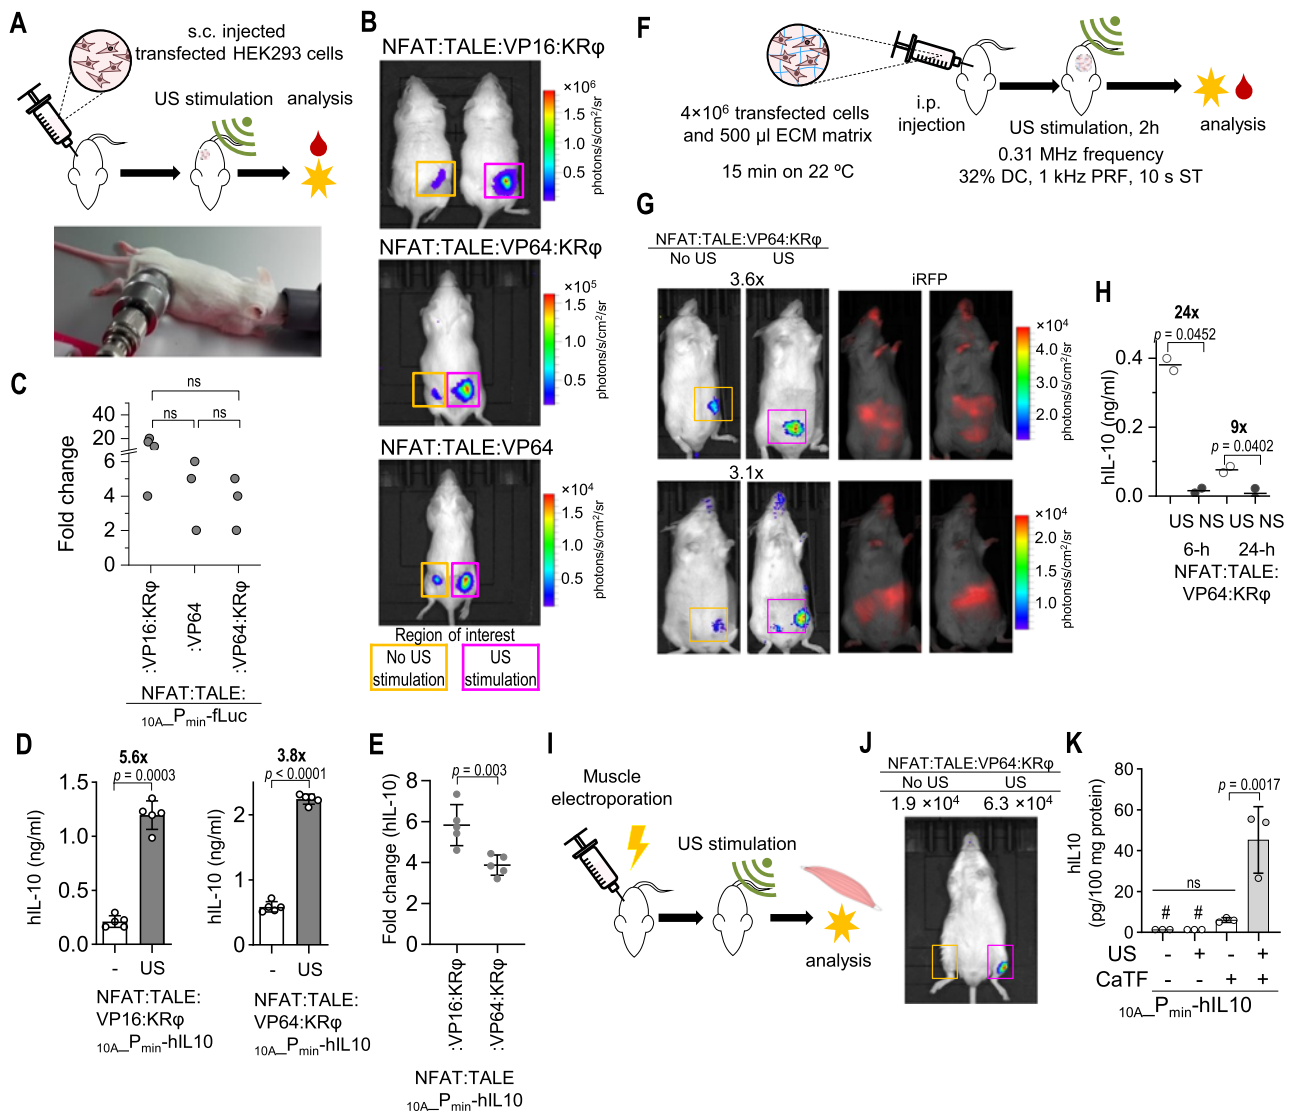 A
s.c. injected
transfected HEK293 cells
US stimulation
analysis
B
NFAT:TALE:VP16:KRφ
×10⁶
1.5
1.0
0.5
photons/s/cm²/sr
NFAT:TALE:VP64:KRφ
×10⁵
1.5
1.0
0.5
photons/s/cm²/sr
NFAT:TALE:VP64
×10⁴
1.5
1.0
0.5
photons/s/cm²/sr
Region of interest
No US
stimulation
US
stimulation
C
Fold change
40
20
6
4
2
0
ns
ns
ns
:VP16:KRφ
:VP64
:VP64:KRφ
NFAT:TALE:
10A_Pmin-fLuc
D
5.6x
p = 0.0003
hIL-10 (ng/ml)
1.5
1.0
0.5
0.0
- US
NFAT:TALE:
VP16:KRφ
10A_Pmin-hIL10
3.8x
p < 0.0001
hIL-10 (ng/ml)
2
1
0
- US
NFAT:TALE:
VP64:KRφ
10A_Pmin-hIL10
E
p = 0.003
Fold change (hIL-10)
8
6
4
2
0
:VP16:KRφ
:VP64:KRφ
NFAT:TALE
10A_Pmin-hIL10
F
4×10⁶ transfected cells
and 500 µl ECM matrix
15 min on 22 ºC
i.p.
injection
US stimulation, 2h
0.31 MHz frequency
32% DC, 1 kHz PRF, 10 s ST
analysis
G
NFAT:TALE:VP64:KRφ
No US US
3.6x
iRFP
×10⁴
4.0
3.0
2.0
photons/s/cm²/sr
3.1x
×10⁴
2.0
1.0
photons/s/cm²/sr
H
24x
p = 0.0452
9x
p = 0.0402
hIL-10 (ng/ml)
0.4
0.2
0.0
US NS US NS
6-h 24-h
NFAT:TALE:
VP64:KRφ
I
Muscle
electroporation
US stimulation
analysis
J
NFAT:TALE:VP64:KRφ
No US US
1.9 ×10⁴ 6.3 ×10⁴
K
hIL10
(pg/100 mg protein)
80
60
40
20
0
p = 0.0017
ns
# #
US - + - +
CaTF - - + +
10A_Pmin-hIL10